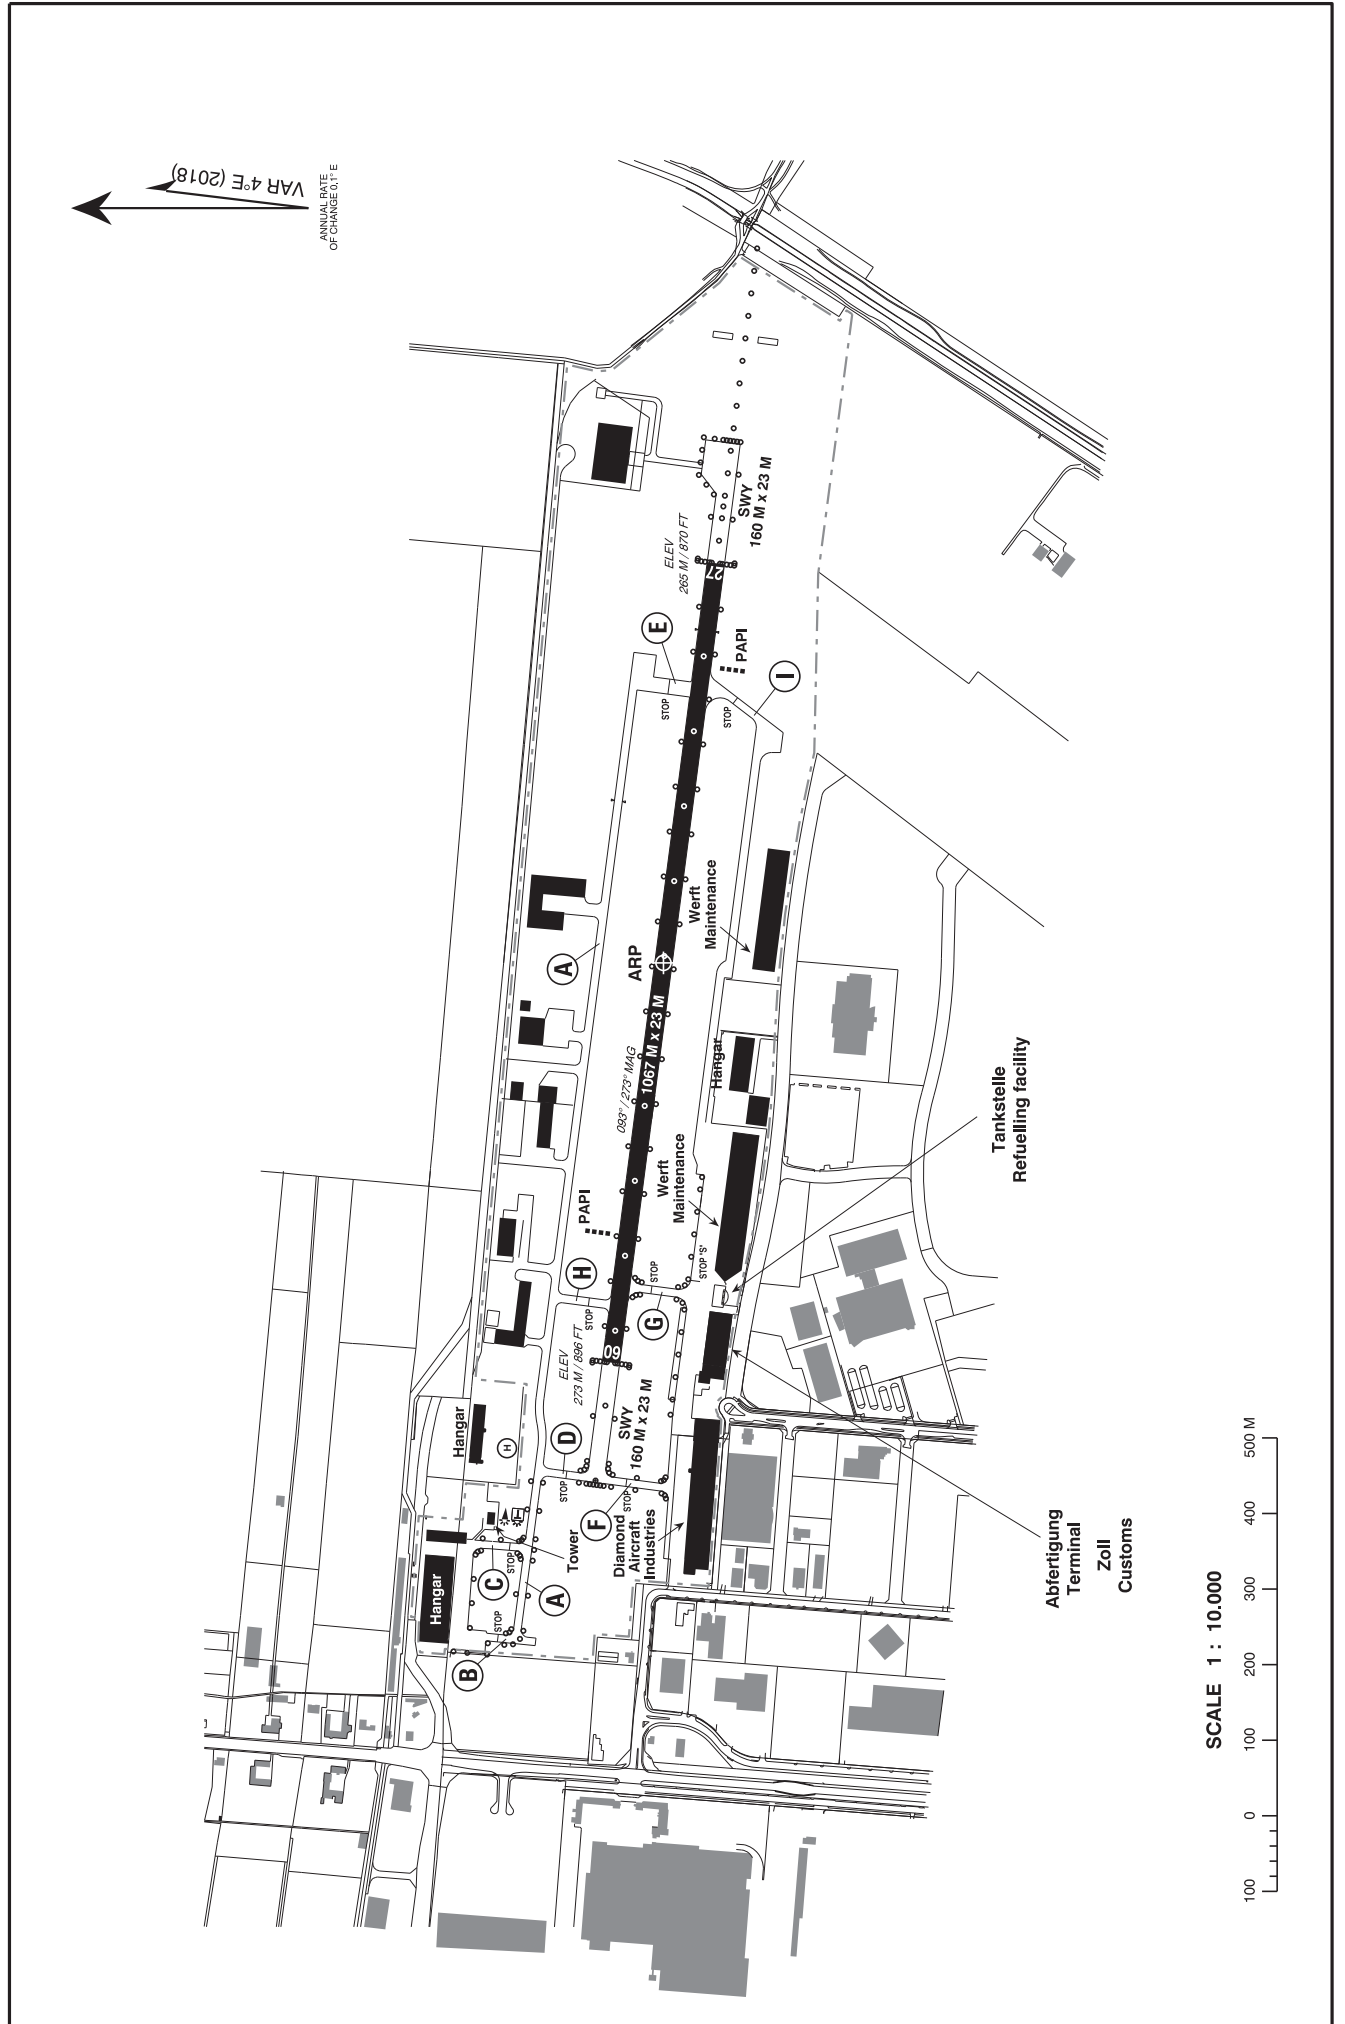 VAR 4°E (2018)
ANNUAL RATE
OF CHANGE 0,1° E
SWY
160 M x 23 M
ELEV
265 M / 870 FT
27
E
PAPI
I
STOP
STOP
Werft
Maintenance
A
ARP
1067 M x 23 M
093° / 273° MAG
Hangar
Tankstelle
Refuelling facility
Werft
Maintenance
PAPI
H
STOP
STOP
STOP 'S'
G
09
ELEV
273 M / 896 FT
SWY
160 M x 23 M
Hangar
H
D
STOP
STOP
F
T
Tower
Diamond
Aircraft
Industries
STOP
C
A
Hangar
STOP
B
Abfertigung
Terminal
Zoll
Customs
SCALE 1 : 10.000
100 0 100 200 300 400 500 M